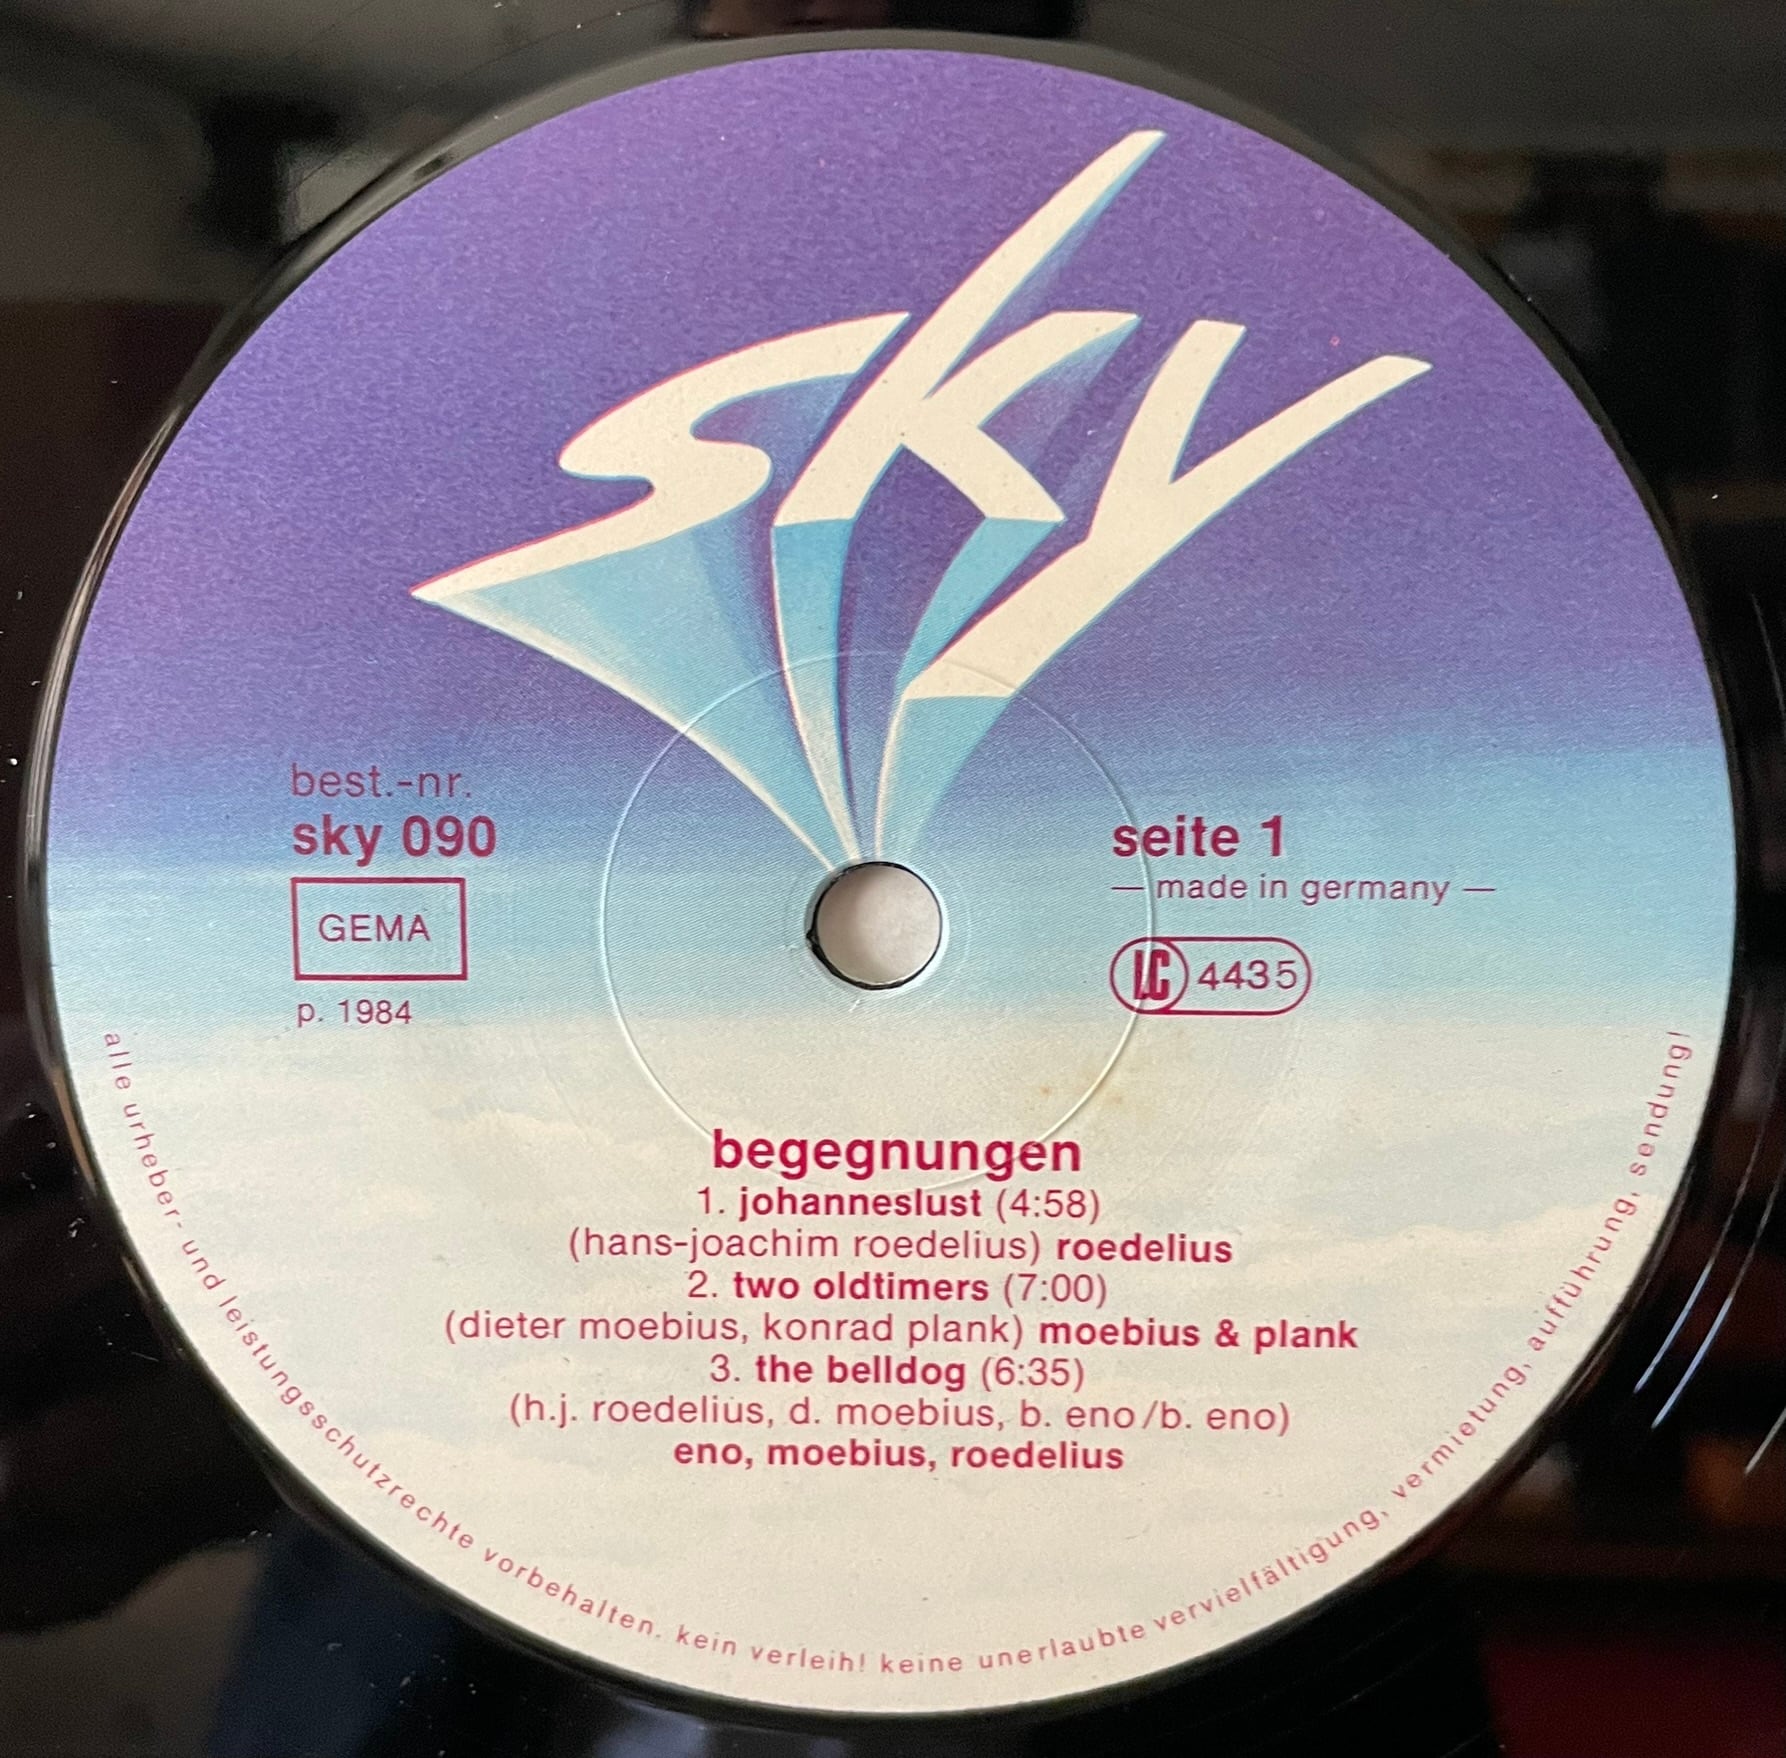 sky
best.-nr.
sky 090
GEMA
p. 1984
seite 1
— made in germany —
LC 4435
begegnungen
1. johanneslust (4:58)
(hans-joachim roedelius) roedelius
2. two oldtimers (7:00)
(dieter moebius, konrad plank) moebius & plank
3. the belldog (6:35)
(h.j. roedelius, d. moebius, b. eno/b. eno)
eno, moebius, roedelius
alle urheber- und leistungsschutzrechte vorbehalten. kein verleih! keine unerlaubte vervielfältigung, vermietung, aufführung, sendung!